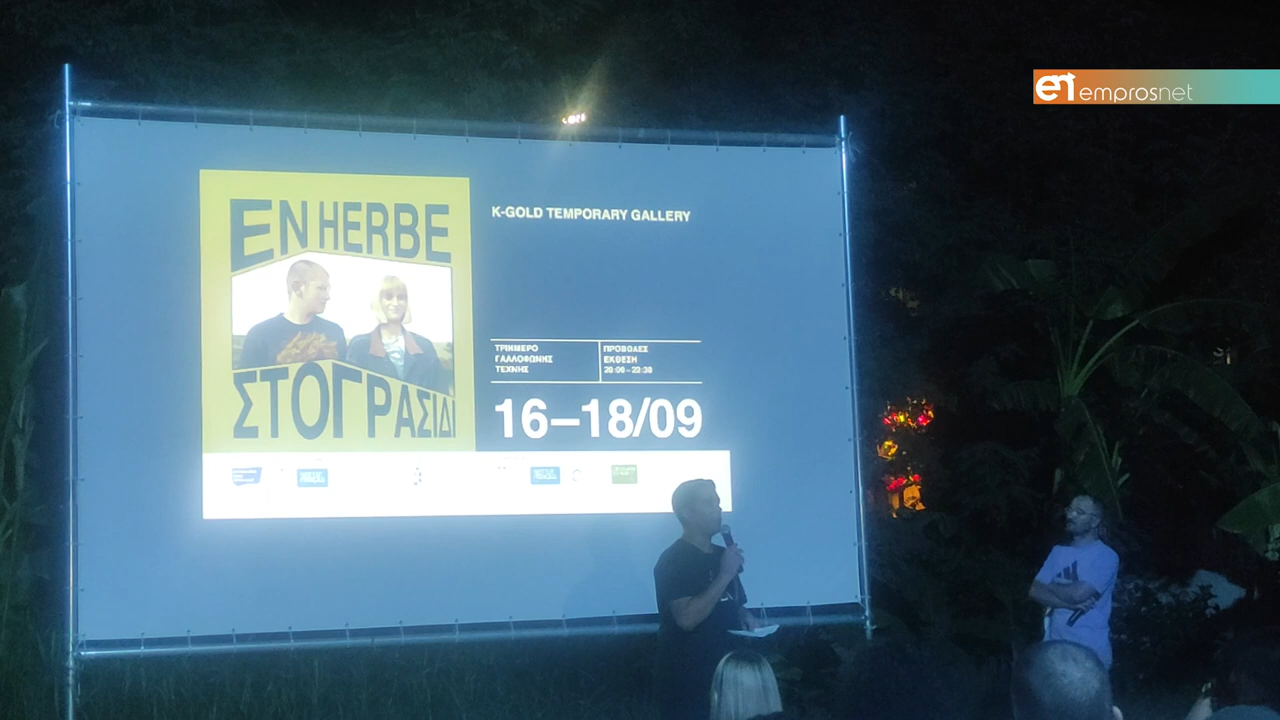 emprosnet
EN HERBE
ΣΤΟ ΓΡΑΣΙΔΙ
K-GOLD TEMPORARY GALLERY
ΤΡΙΗΜΕΡΟ
ΓΑΛΛΟΦΩΝΗΣ
ΤΕΧΝΗΣ
ΠΡΟΒΟΛΕΣ
ΕΚΘΕΣΗ
20:00 - 23:30
16–18/09